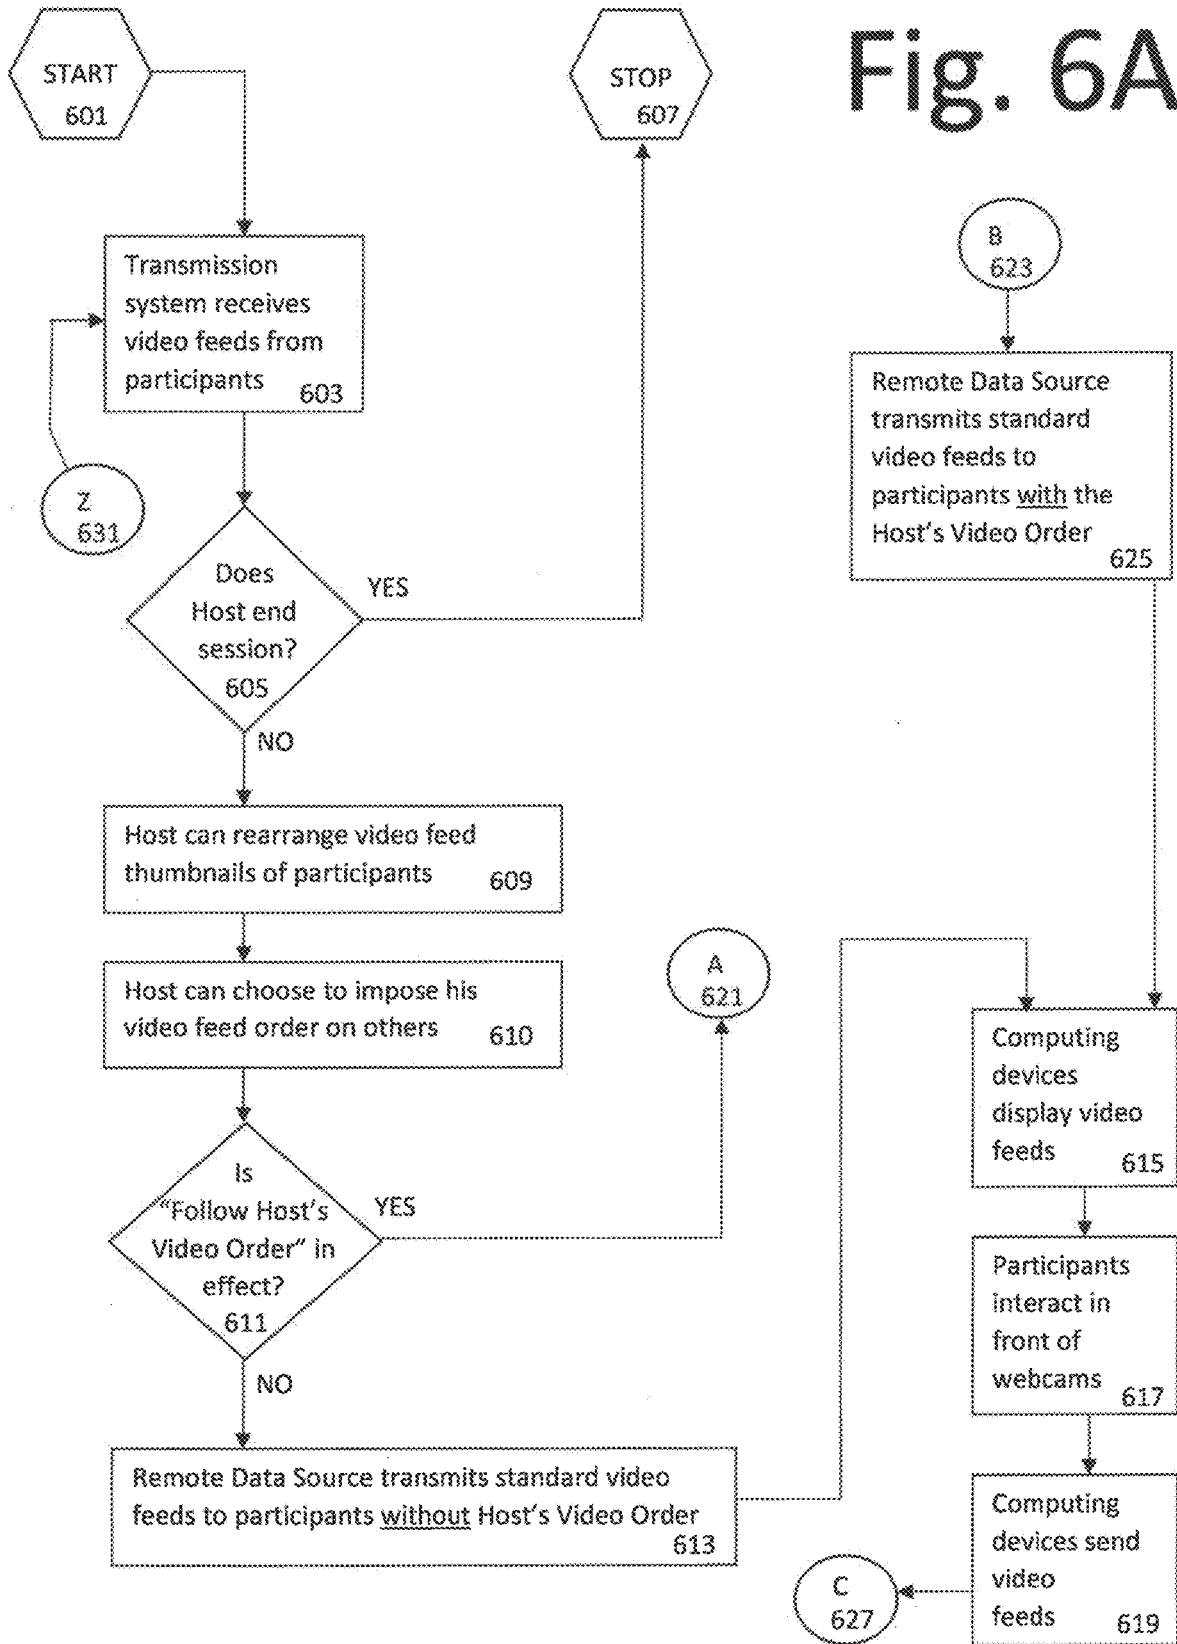 Fig. 6A
START
601
STOP
607
Transmission
system receives
video feeds from
participants
603
Z
631
Does
Host end
session?
605
YES
NO
Host can rearrange video feed
thumbnails of participants
609
Host can choose to impose his
video feed order on others
610
Is
“Follow Host’s
Video Order” in
effect?
611
YES
NO
A
621
Remote Data Source transmits standard video
feeds to participants without Host’s Video Order
613
B
623
Remote Data Source
transmits standard
video feeds to
participants with the
Host’s Video Order
625
Computing
devices
display video
feeds
615
Participants
interact in
front of
webcams
617
Computing
devices send
video
feeds
619
C
627